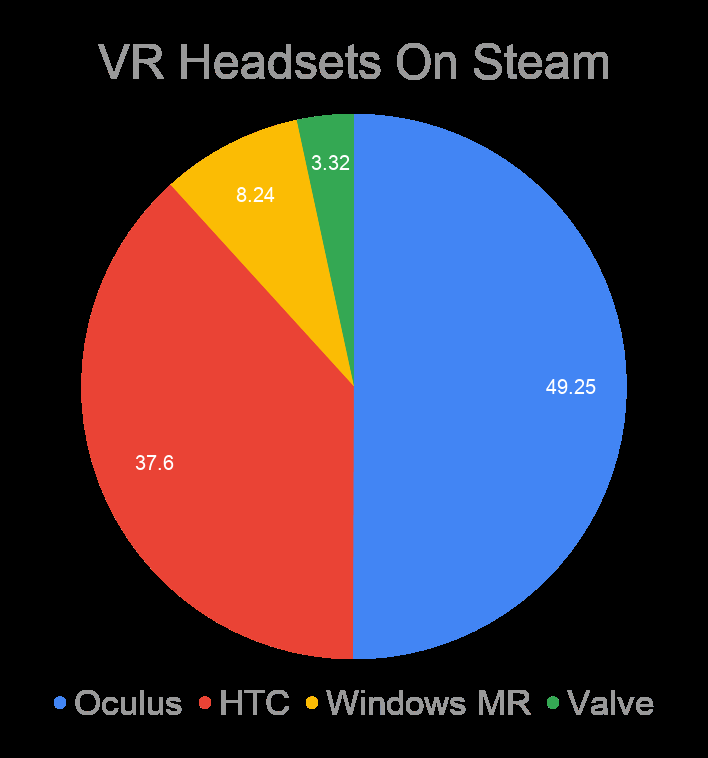 VR Headsets On Steam
3.32
8.24
49.25
37.6
Oculus HTC Windows MR Valve